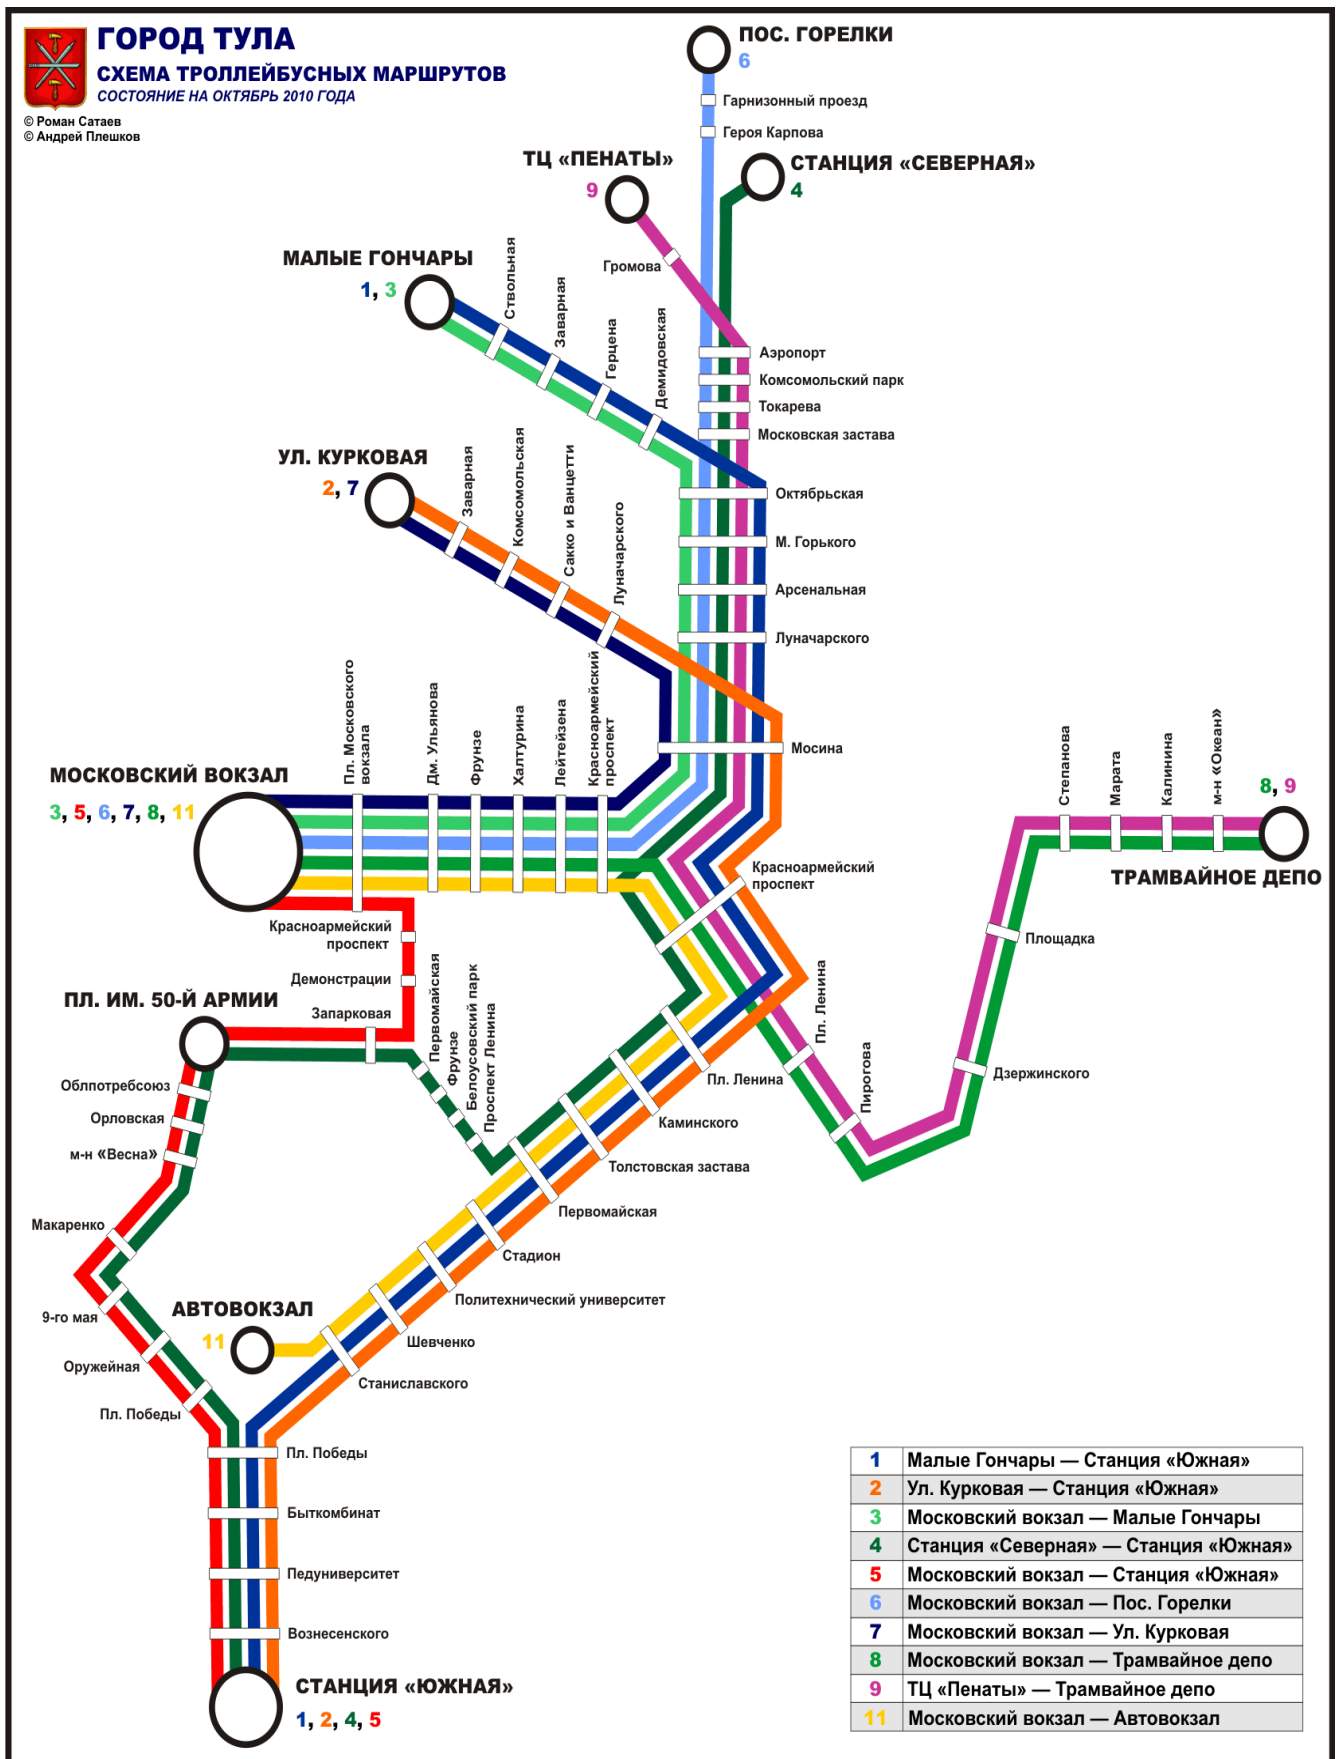 ГОРОД ТУЛА
СХЕМА ТРОЛЛЕЙБУСНЫХ МАРШРУТОВ
СОСТОЯНИЕ НА ОКТЯБРЬ 2010 ГОДА
© Роман Сатаев
© Андрей Плешков
ПОС. ГОРЕЛКИ
6
Гарнизонный проезд
Героя Карпова
ТЦ «ПЕНАТЫ»
9
СТАНЦИЯ «СЕВЕРНАЯ»
4
Громова
МАЛЫЕ ГОНЧАРЫ
1, 3
Ствольная
Заварная
Герцена
Демидовская
Аэропорт
Комсомольский парк
Токарева
Московская застава
УЛ. КУРКОВАЯ
2, 7
Заварная
Комсомольская
Сакко и Ванцетти
Луначарского
Октябрьская
М. Горького
Арсенальная
Луначарского
Мосина
МОСКОВСКИЙ ВОКЗАЛ
3, 5, 6, 7, 8, 11
Пл. Московского
вокзала
Дм. Ульянова
Фрунзе
Халтурина
Лейтейзена
Красноармейский
проспект
Степанова
Марата
Калинина
м-н «Океан»
8, 9
ТРАМВАЙНОЕ ДЕПО
Красноармейский
проспект
Красноармейский
проспект
Демонстрации
Запарковая
Площадка
Дзержинского
Пл. Ленина
Пирогова
ПЛ. ИМ. 50-Й АРМИИ
Первомайская
Фрунзе
Белоусовский парк
Проспект Ленина
Облпотребсоюз
Орловская
м-н «Весна»
Макаренко
9-го мая
Оружейная
Пл. Победы
Пл. Ленина
Каминского
Толстовская застава
Первомайская
Стадион
Политехнический университет
Шевченко
Станиславского
АВТОВОКЗАЛ
11
Пл. Победы
Быткомбинат
Педуниверситет
Вознесенского
СТАНЦИЯ «ЮЖНАЯ»
1, 2, 4, 5
1 Малые Гончары — Станция «Южная»
2 Ул. Курковая — Станция «Южная»
3 Московский вокзал — Малые Гончары
4 Станция «Северная» — Станция «Южная»
5 Московский вокзал — Станция «Южная»
6 Московский вокзал — Пос. Горелки
7 Московский вокзал — Ул. Курковая
8 Московский вокзал — Трамвайное депо
9 ТЦ «Пенаты» — Трамвайное депо
11 Московский вокзал — Автовокзал